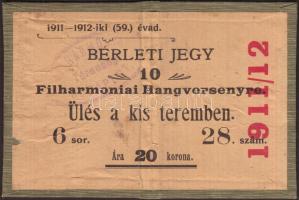 1911–1912-iki (59.) évad.
BÉRLETI JEGY
10
Filharmoniai Hangversenyre.
Ülés a kis teremben.
6 sor. 28. szám.
Ára 20 korona.
1911/12